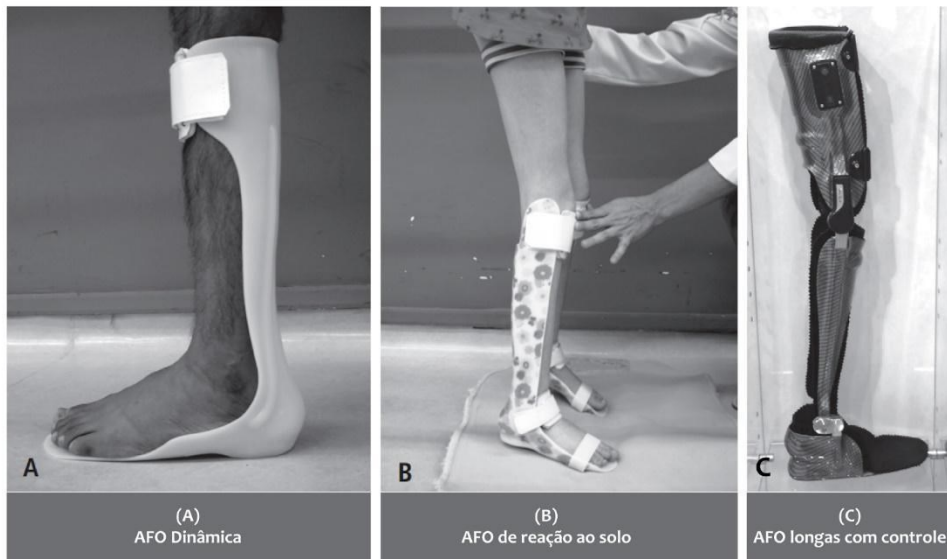 A
B
C
(A)
AFO Dinâmica
(B)
AFO de reação ao solo
(C)
AFO longas com controle